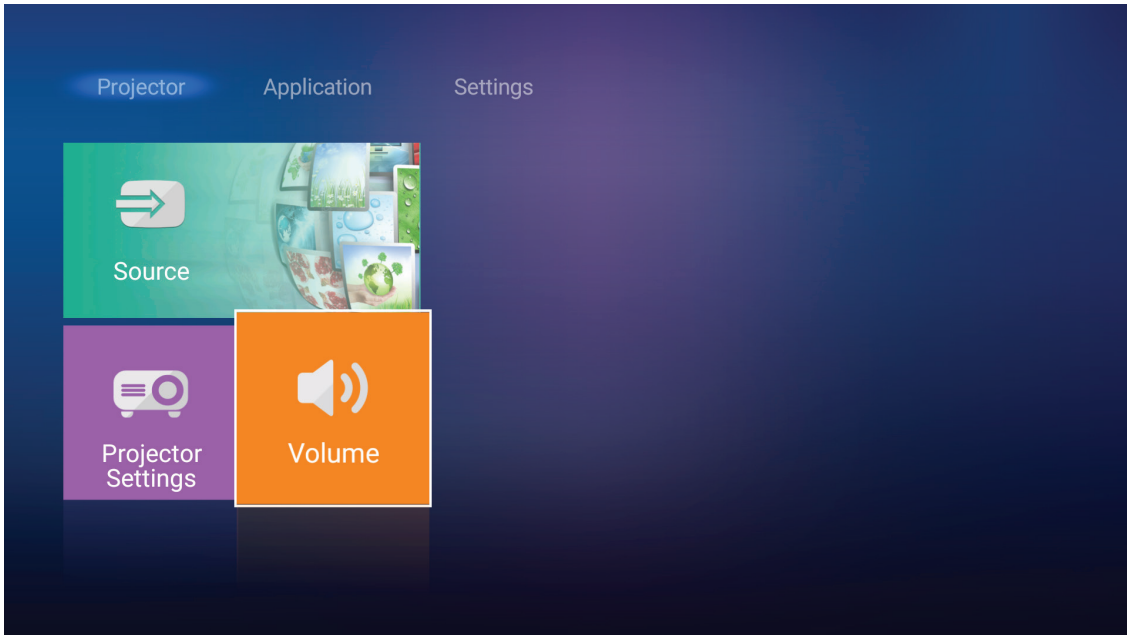 Projector Application Settings
Source
Projector
Settings
Volume